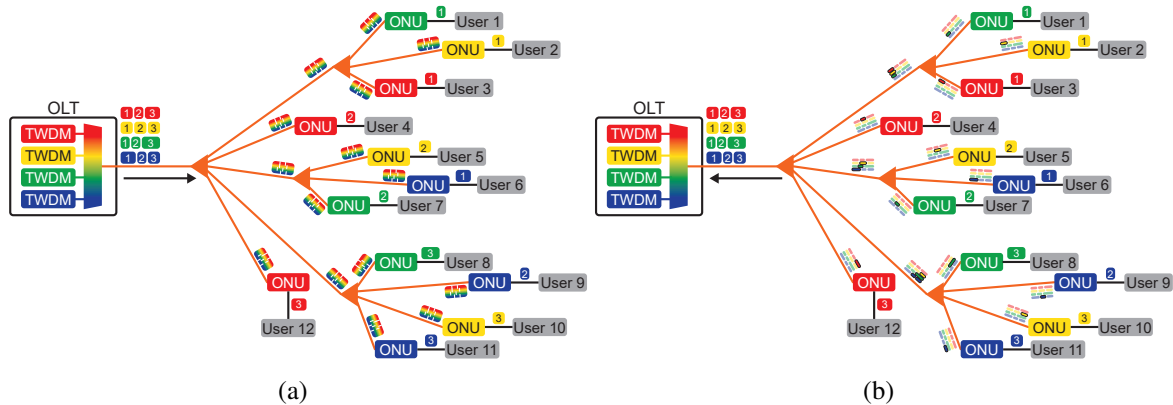 1
ONU User 1
1
ONU User 2
1
ONU User 3
OLT
1 2 3
TWDM
1 2 3
2
ONU User 4
TWDM
1 2 3
2
ONU User 5
TWDM
1 2 3
1
ONU User 6
TWDM
2
ONU User 7
3
ONU User 8
2
ONU User 9
ONU
3
User 12
3
ONU User 10
3
ONU User 11
(a)
1
ONU User 1
1
ONU User 2
1
ONU User 3
OLT
1 2 3
TWDM
1 2 3
2
ONU User 4
TWDM
1 2 3
2
ONU User 5
TWDM
1 2 3
1
ONU User 6
TWDM
2
ONU User 7
3
ONU User 8
2
ONU User 9
ONU
3
User 12
3
ONU User 10
3
ONU User 11
(b)